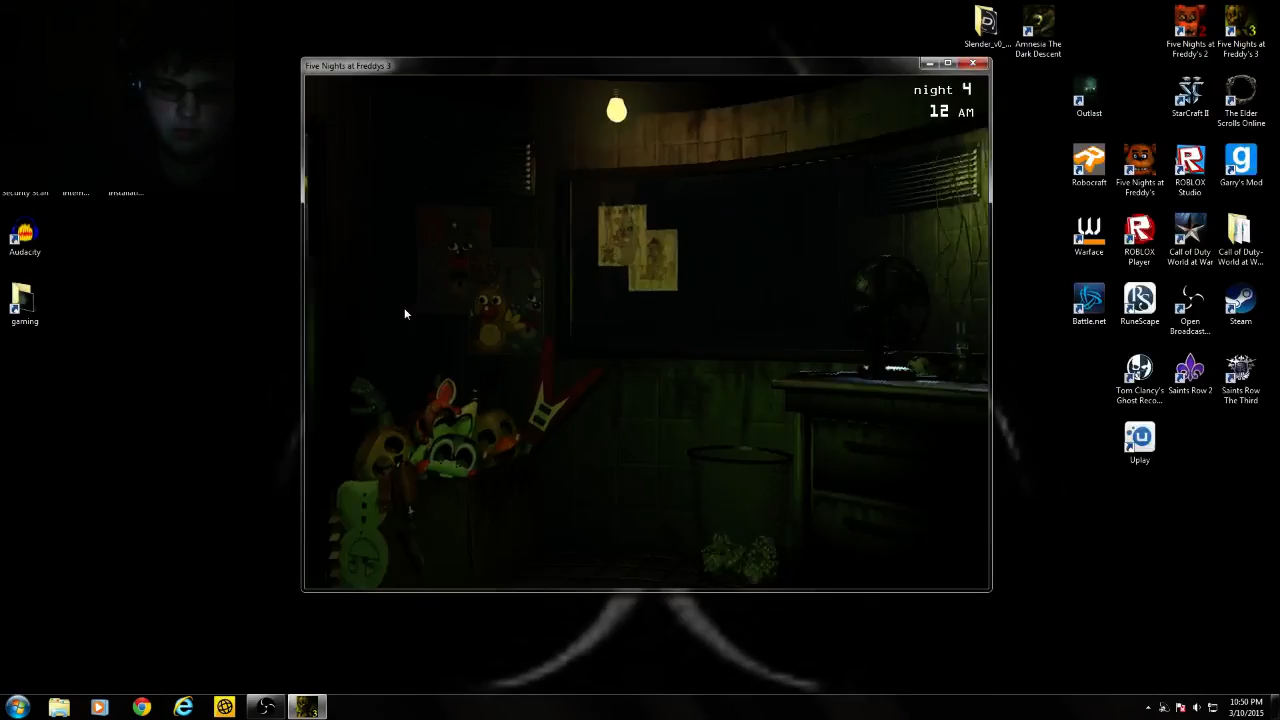 Slender_v0_...
Amnesia The
Dark Descent
Five Nights at
Freddy's 2
Five Nights at
Freddy's 3
Five Nights at Freddys 3
night 4
12 AM
Outlast
StarCraft II
The Elder
Scrolls Online
Robocraft
Five Nights at
Freddy's
ROBLOX
Studio
Garry's Mod
Security Scan
Inter...
Installati...
Audacity
Warface
ROBLOX
Player
Call of Duty
World at War
Call of Duty-
World at W...
gaming
Battle.net
RuneScape
Open
Broadcast...
Steam
Tom Clancy's
Ghost Reco...
Saints Row 2
Saints Row
The Third
Uplay
10:50 PM
3/10/2015